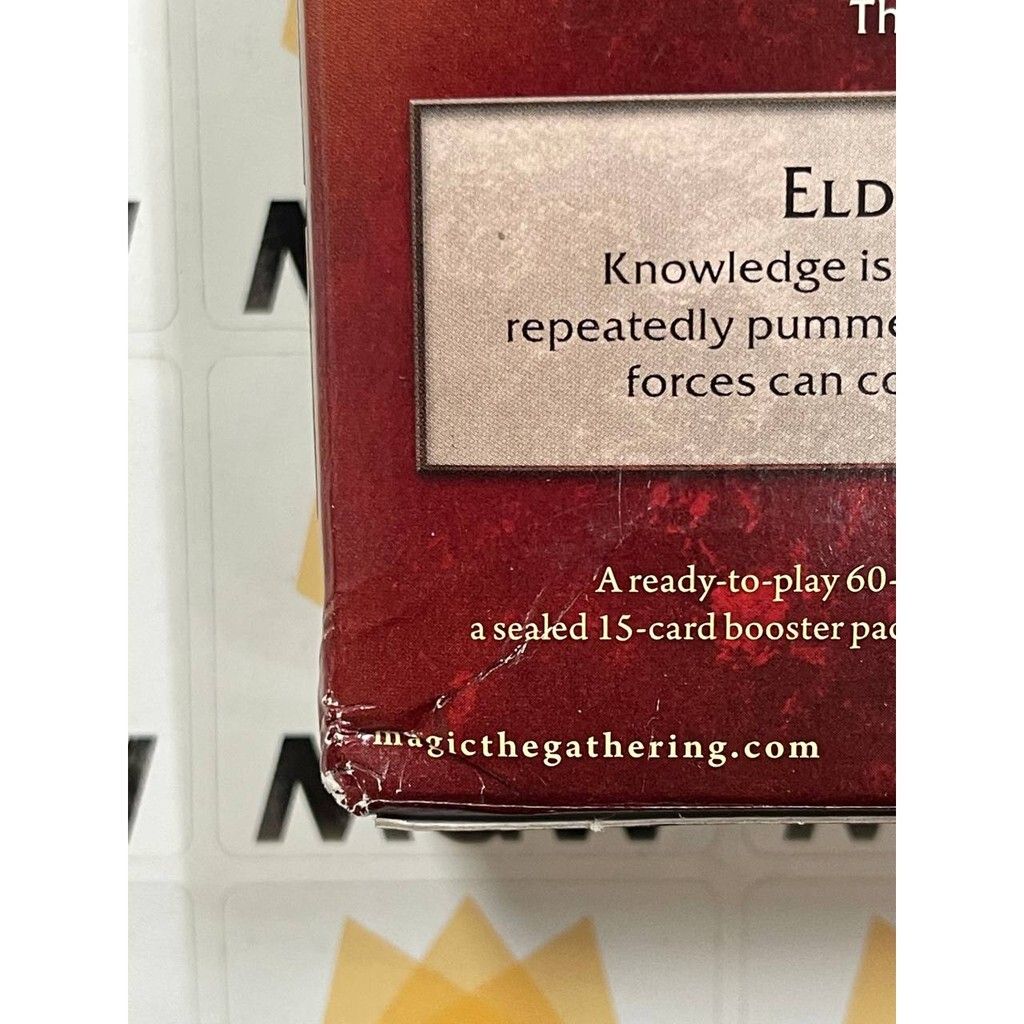 Th
ELD
Knowledge is
repeatedly pumme
forces can co
A ready-to-play 60-
a sealed 15-card booster pac
magicthegathering.com